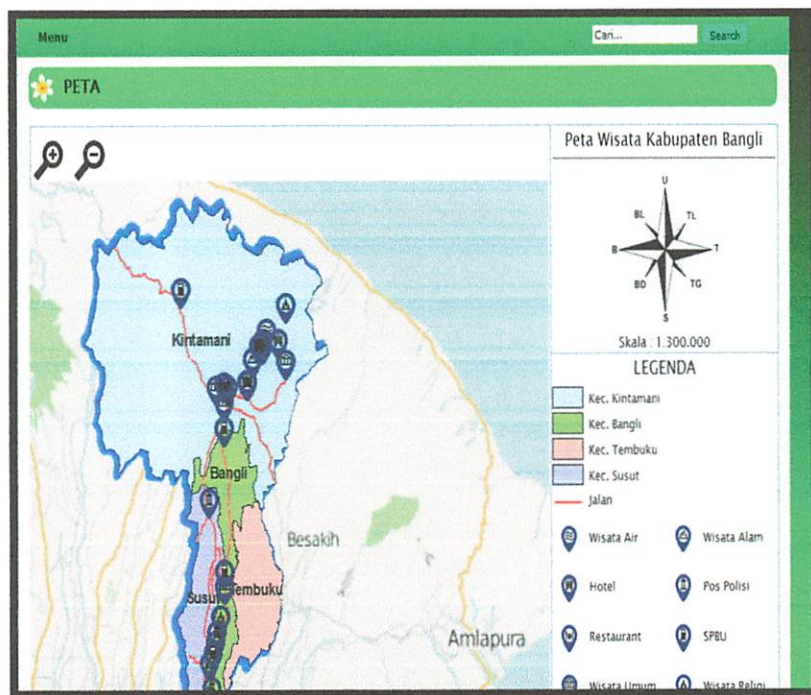 Menu
Cari...
Search
PETA
Peta Wisata Kabupaten Bangli
U
BL
TL
B
T
BD
TG
S
Skala : 1:300.000
LEGENDA
Kec. Kintamani
Kec. Bangli
Kec. Tembuku
Kec. Susut
Jalan
Wisata Air
Wisata Alam
Hotel
Pos Polisi
Restaurant
SPBU
Wisata Umum
Wisata Religi
Kintamani
Bangli
Besakih
Susut
Tembuku
Amlapura